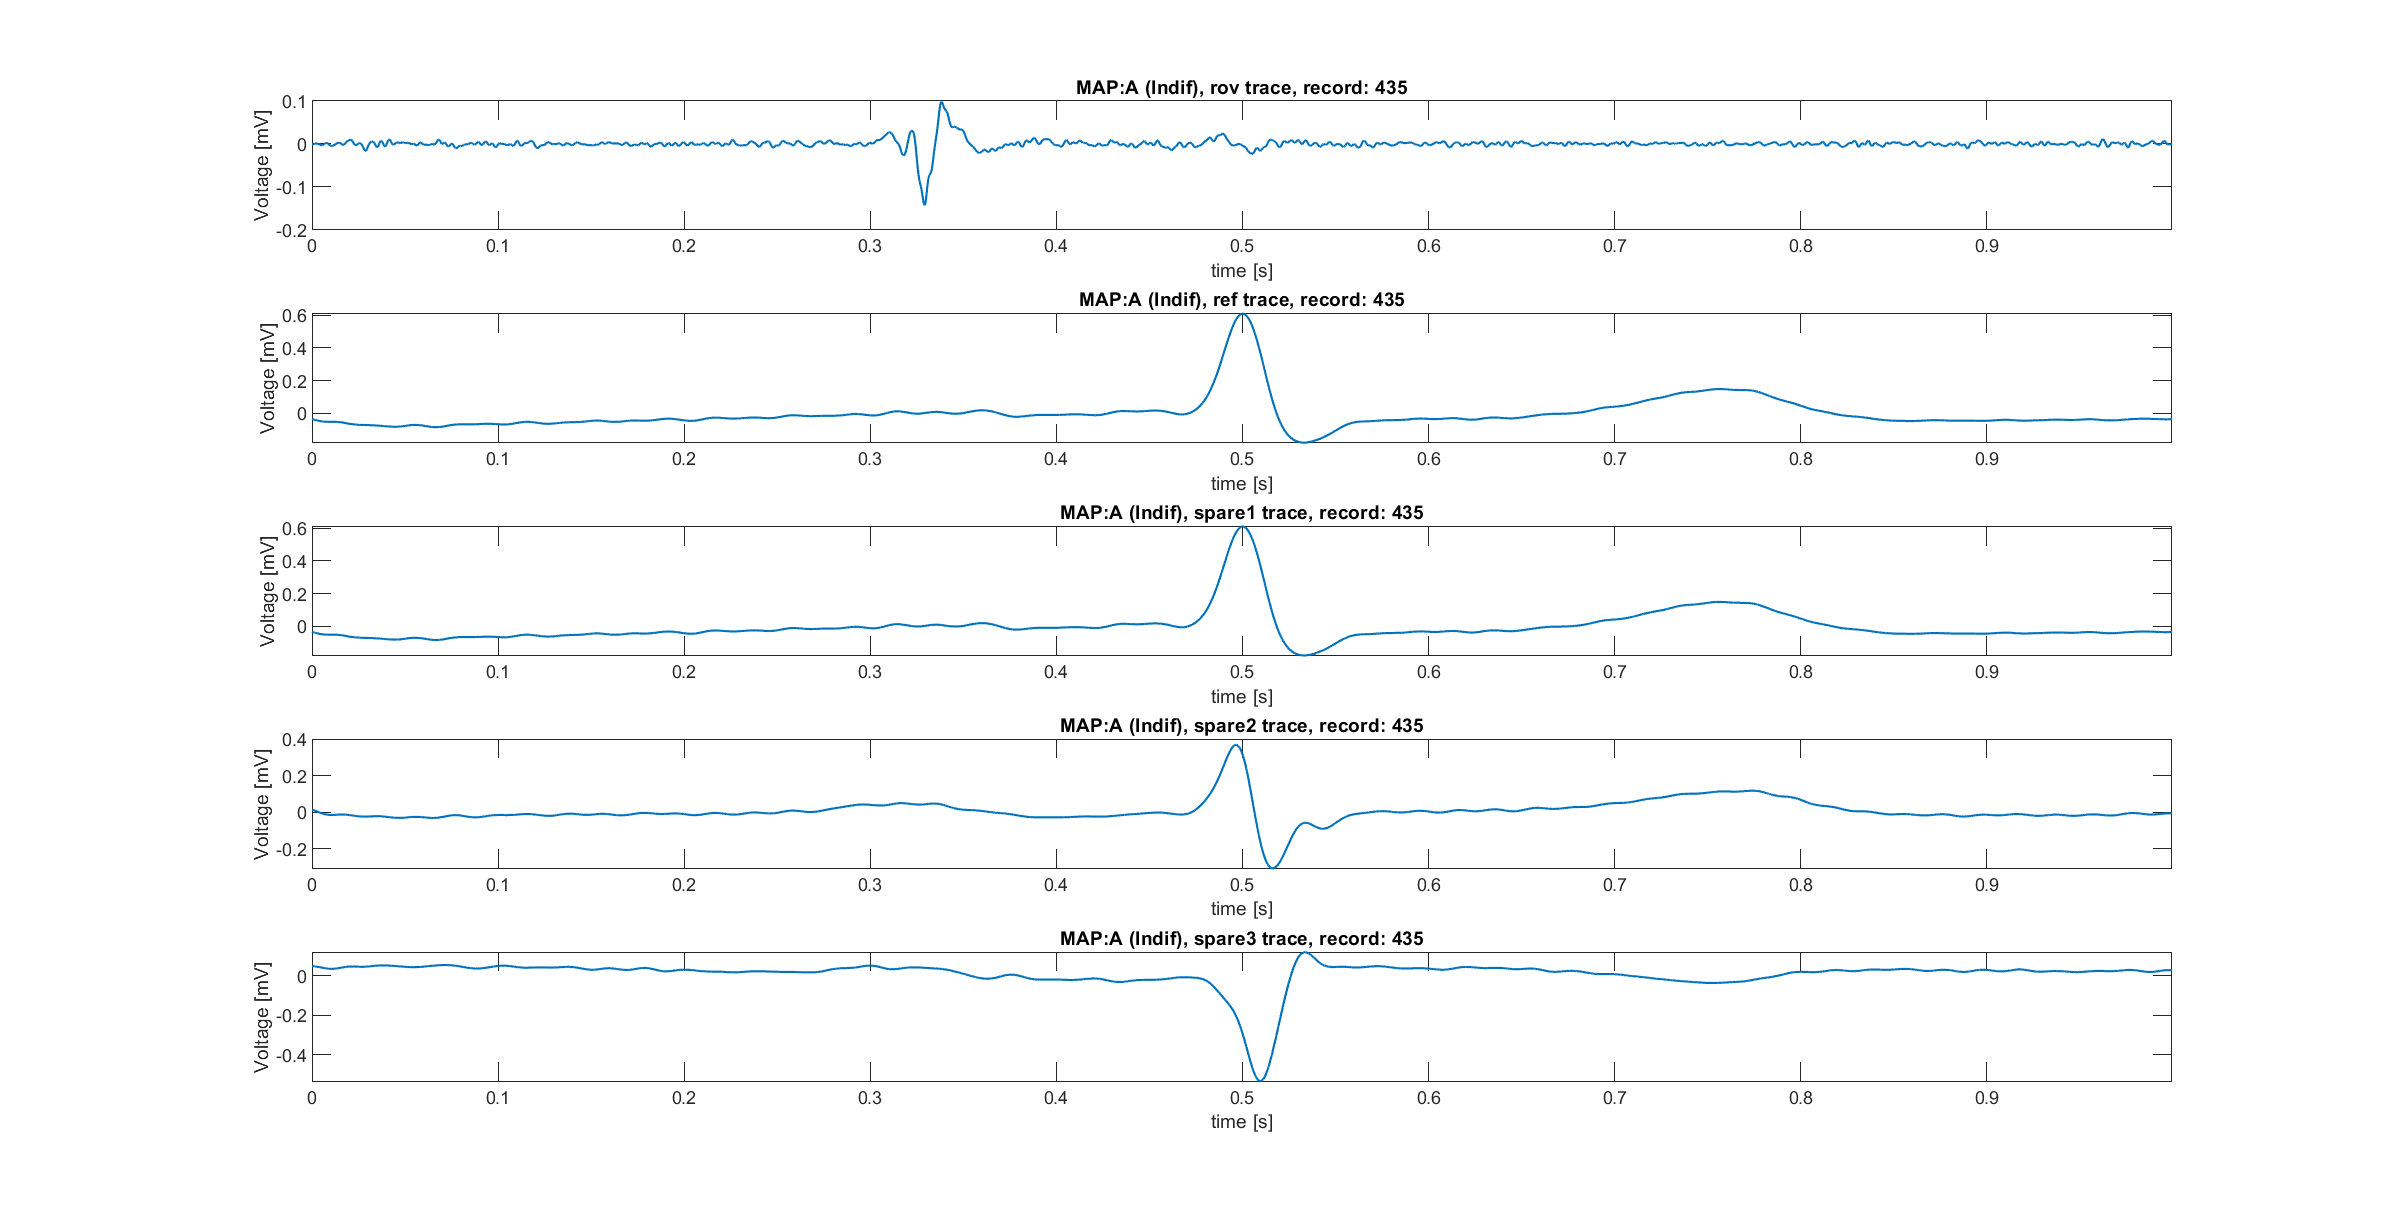 MAP:A (Indif), rov trace, record: 435
Voltage [mV]
0.1
0
-0.1
-0.2
0 0.1 0.2 0.3 0.4 0.5 0.6 0.7 0.8 0.9
time [s]
MAP:A (Indif), ref trace, record: 435
Voltage [mV]
0.6
0.4
0.2
0
0 0.1 0.2 0.3 0.4 0.5 0.6 0.7 0.8 0.9
time [s]
MAP:A (Indif), spare1 trace, record: 435
Voltage [mV]
0.6
0.4
0.2
0
0 0.1 0.2 0.3 0.4 0.5 0.6 0.7 0.8 0.9
time [s]
MAP:A (Indif), spare2 trace, record: 435
Voltage [mV]
0.4
0.2
0
-0.2
0 0.1 0.2 0.3 0.4 0.5 0.6 0.7 0.8 0.9
time [s]
MAP:A (Indif), spare3 trace, record: 435
Voltage [mV]
0
-0.2
-0.4
0 0.1 0.2 0.3 0.4 0.5 0.6 0.7 0.8 0.9
time [s]